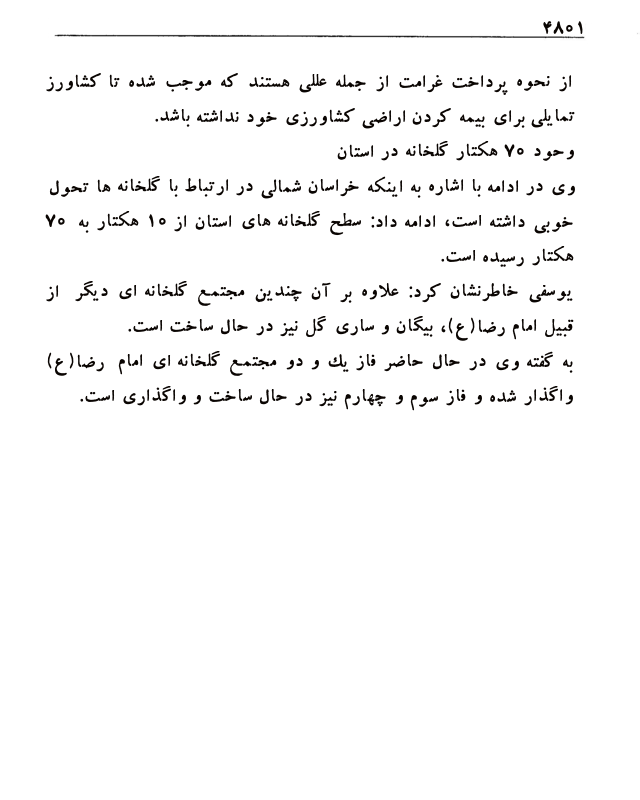 ۴۸۰۱
از نحوه پرداخت غرامت از جمله عللی هستند که موجب شده تا کشاورز
تمایلی برای بیمه کردن اراضی کشاورزی خود نداشته باشد.
وحود ۷۰ هکتار گلخانه در استان
وی در ادامه با اشاره به اینکه خراسان شمالی در ارتباط با گلخانه ها تحول
خوبی داشته است، ادامه داد: سطح گلخانه های استان از ۱۰ هکتار به ۷۰
هکتار رسیده است.
یوسفی خاطرنشان کرد: علاوه بر آن چندین مجتمع گلخانه ای دیگر از
قبیل امام رضا(ع)، بیگان و ساری گل نیز در حال ساخت است.
به گفته وی در حال حاضر فاز یك و دو مجتمع گلخانه ای امام رضا(ع)
واگذار شده و فاز سوم و چهارم نیز در حال ساخت و واگذاری است.